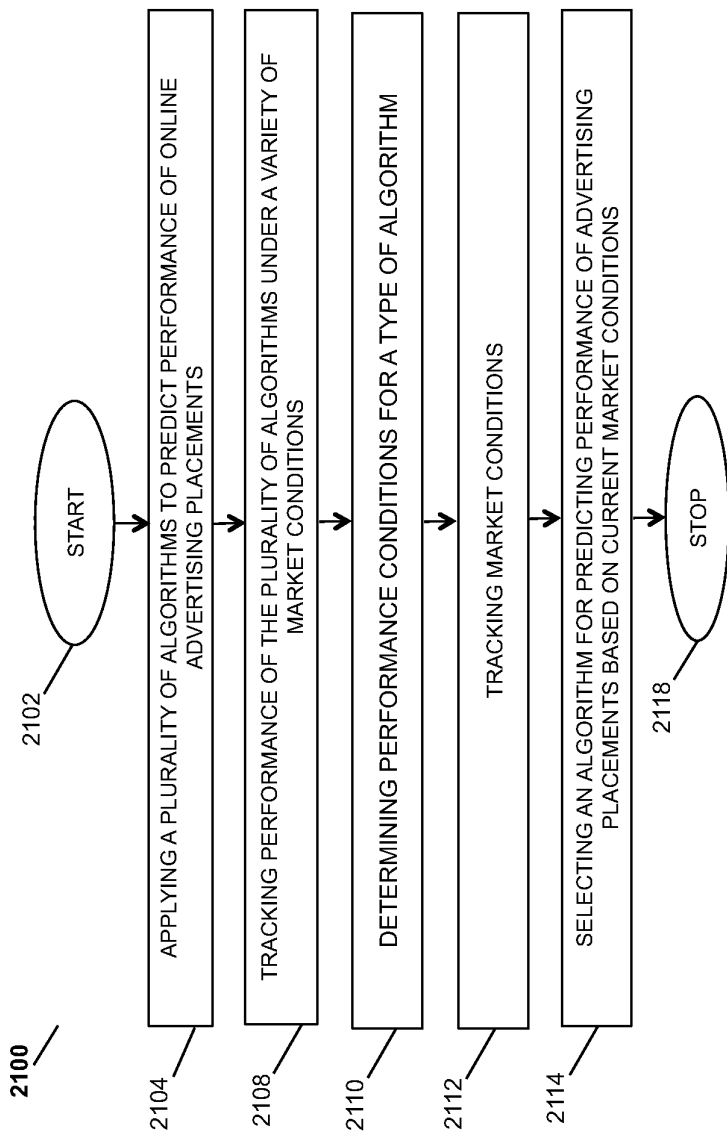 2100
START
2102
APPLYING A PLURALITY OF ALGORITHMS TO PREDICT PERFORMANCE OF ONLINE
ADVERTISING PLACEMENTS
2104
TRACKING PERFORMANCE OF THE PLURALITY OF ALGORITHMS UNDER A VARIETY OF
MARKET CONDITIONS
2108
DETERMINING PERFORMANCE CONDITIONS FOR A TYPE OF ALGORITHM
2110
TRACKING MARKET CONDITIONS
2112
SELECTING AN ALGORITHM FOR PREDICTING PERFORMANCE OF ADVERTISING
PLACEMENTS BASED ON CURRENT MARKET CONDITIONS
2114
STOP
2118